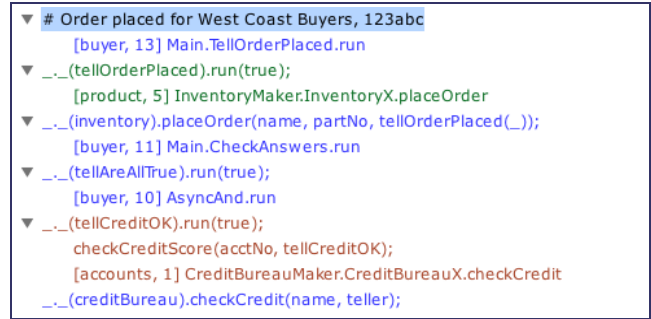 # Order placed for West Coast Buyers, 123abc
[buyer, 13] Main.TellOrderPlaced.run
_._(tellOrderPlaced).run(true);
[product, 5] InventoryMaker.InventoryX.placeOrder
_._(inventory).placeOrder(name, partNo, tellOrderPlaced(_));
[buyer, 11] Main.CheckAnswers.run
_._(tellAreAllTrue).run(true);
[buyer, 10] AsyncAnd.run
_._(tellCreditOK).run(true);
checkCreditScore(acctNo, tellCreditOK);
[accounts, 1] CreditBureauMaker.CreditBureauX.checkCredit
_._(creditBureau).checkCredit(name, teller);